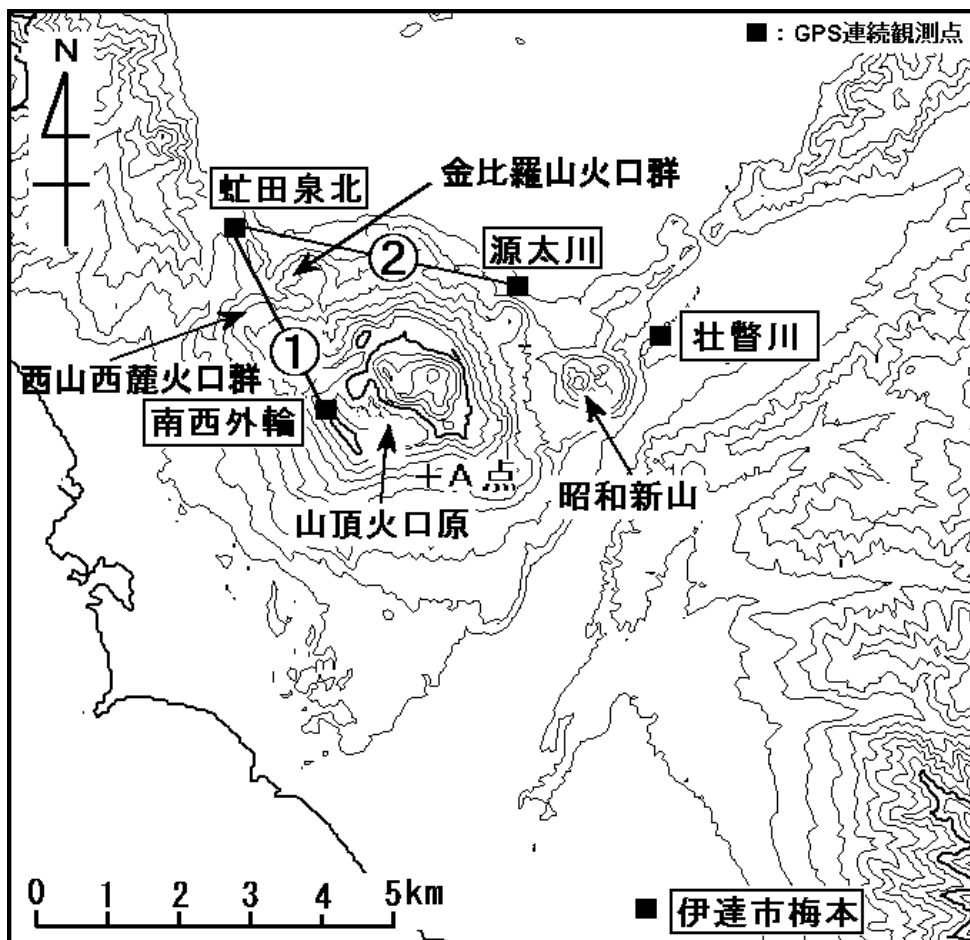 ■：GPS連続観測点
N
虻田泉北
金比羅山火口群
②
源太川
壮瞥川
①
西山西麓火口群
南西外輪
＋A点
昭和新山
山頂火口原
0 1 2 3 4 5km
伊達市梅本